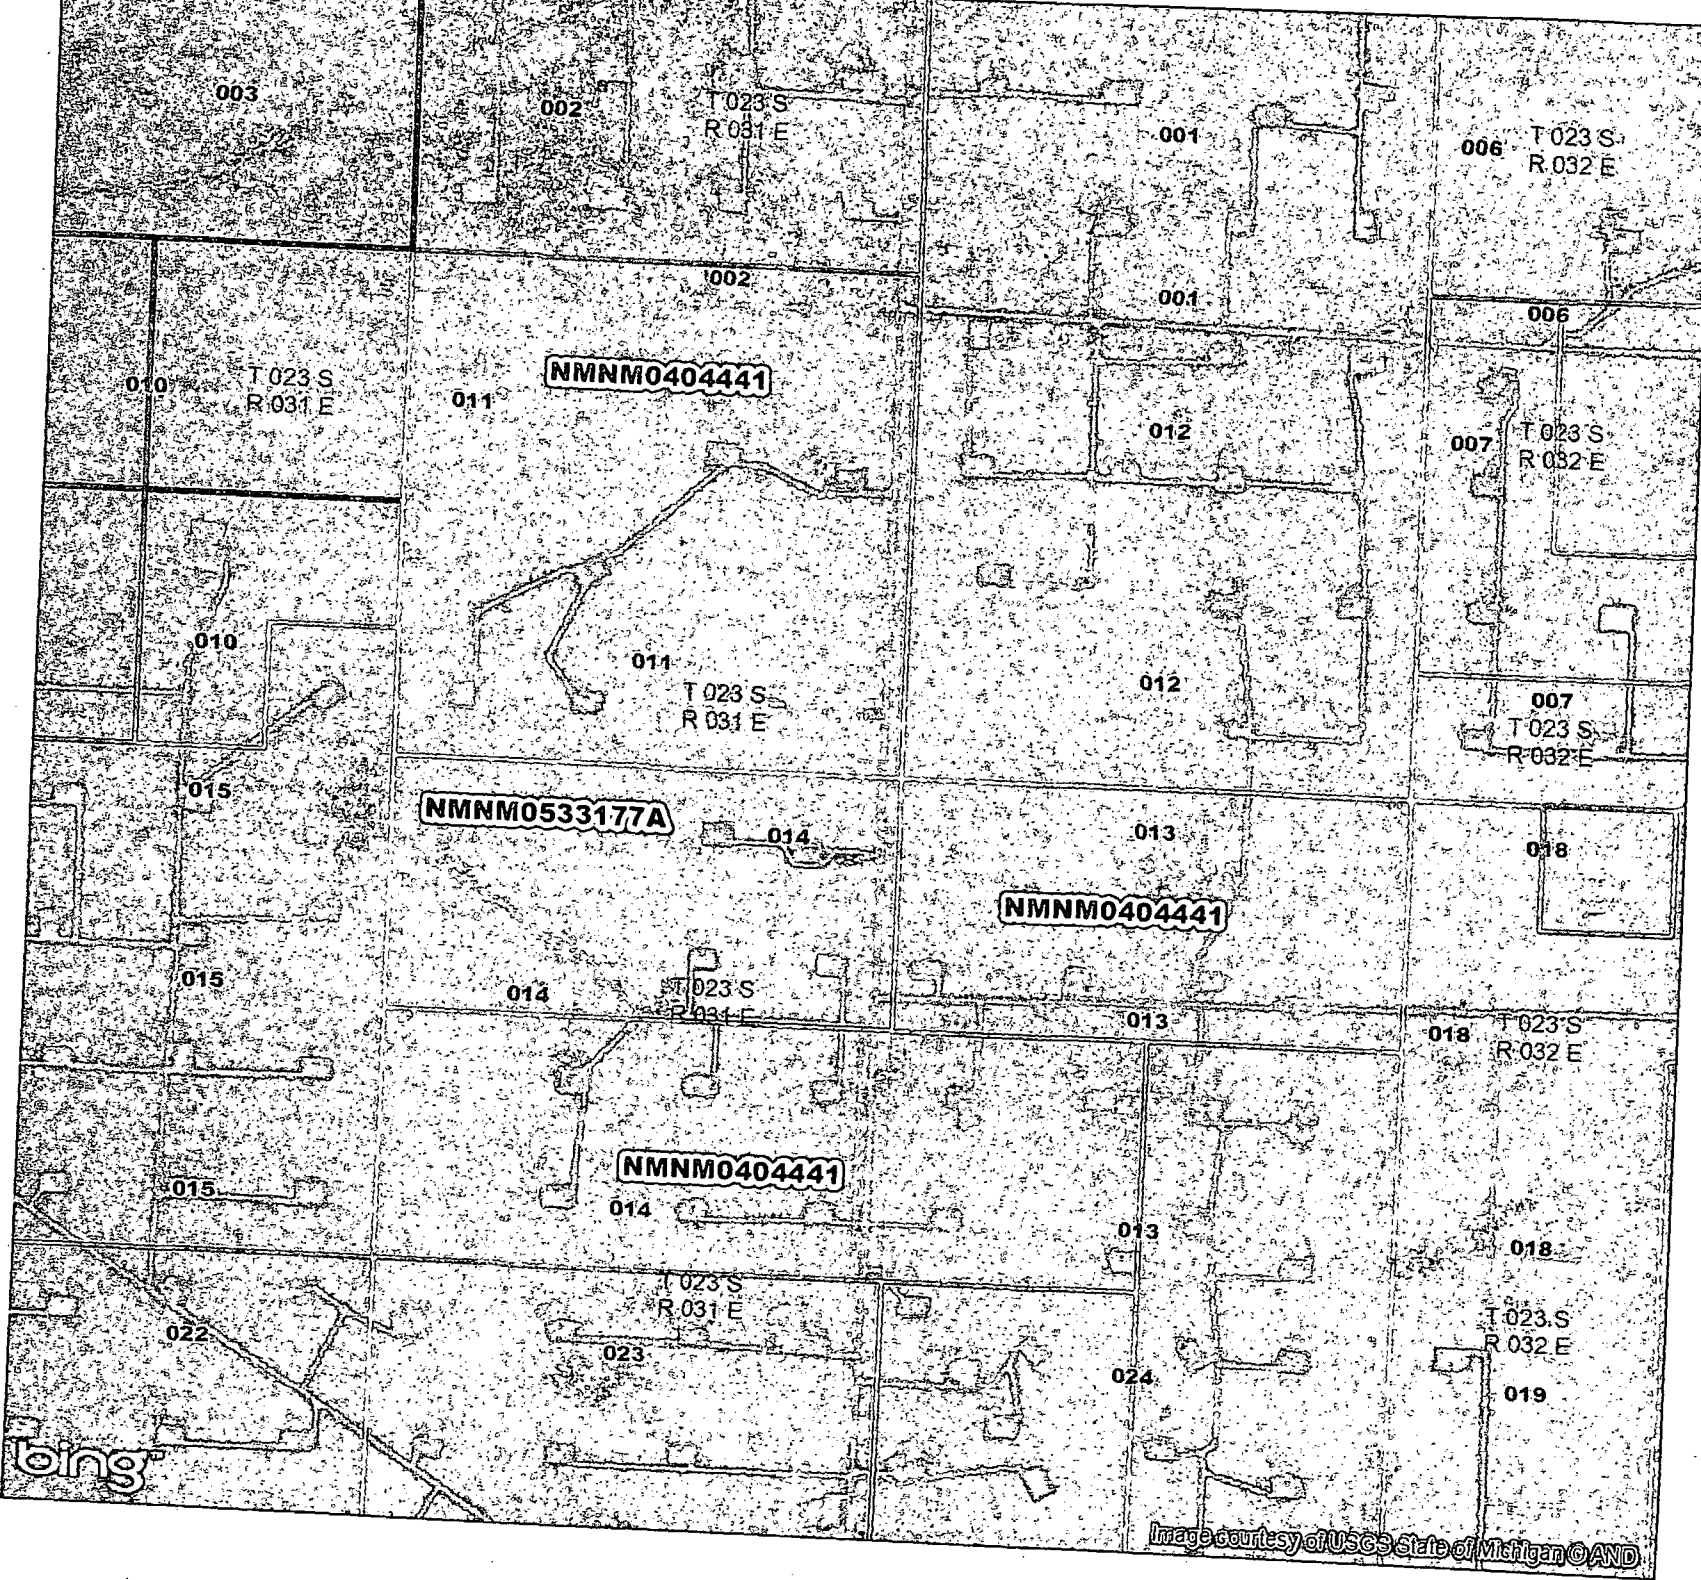 003
002
T 023 S
R 031 E
001
006
T 023 S
R 032 E
002
001
006
010
T 023 S
R 031 E
011
NMNM0404441
012
007
T 023 S
R 032 E
010
011
T 023 S
R 031 E
012
007
T 023 S
R 032 E
015
NMNM0533177A
014
013
018
NMNM0404441
015
014
T 023 S
R 031 E
013
018
T 023 S
R 032 E
015
NMNM0404441
014
013
018
T 023 S
R 031 E
T 023 S
R 032 E
022
023
024
019
bing
Image courtesy of USGS State of Michigan © AND